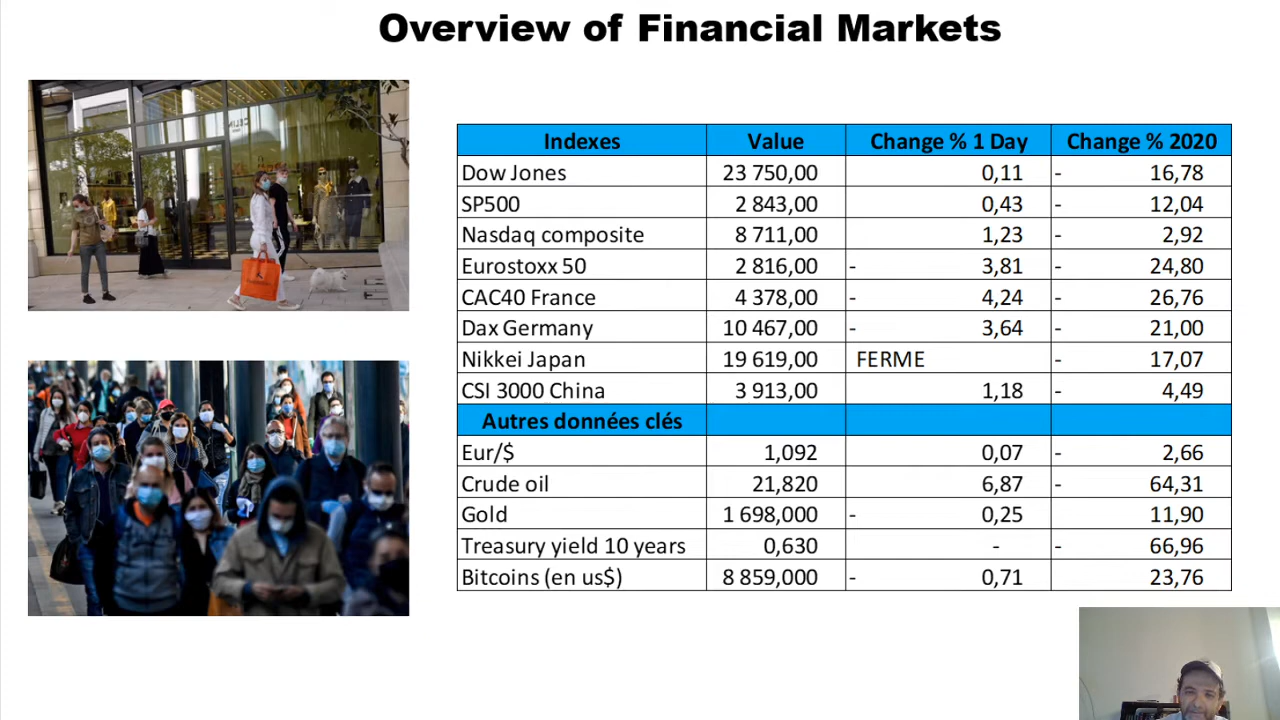 Overview of Financial Markets
CELINE
Indexes Value Change % 1 Day Change % 2020
Dow Jones 23 750,00 0,11 - 16,78
SP500 2 843,00 0,43 - 12,04
Nasdaq composite 8 711,00 1,23 - 2,92
Eurostoxx 50 2 816,00 - 3,81 - 24,80
CAC40 France 4 378,00 - 4,24 - 26,76
Dax Germany 10 467,00 - 3,64 - 21,00
Nikkei Japan 19 619,00 FERME - 17,07
CSI 3000 China 3 913,00 1,18 - 4,49
Autres données clés
Eur/$ 1,092 0,07 - 2,66
Crude oil 21,820 6,87 - 64,31
Gold 1 698,000 - 0,25 11,90
Treasury yield 10 years 0,630 - - 66,96
Bitcoins (en us$) 8 859,000 - 0,71 23,76